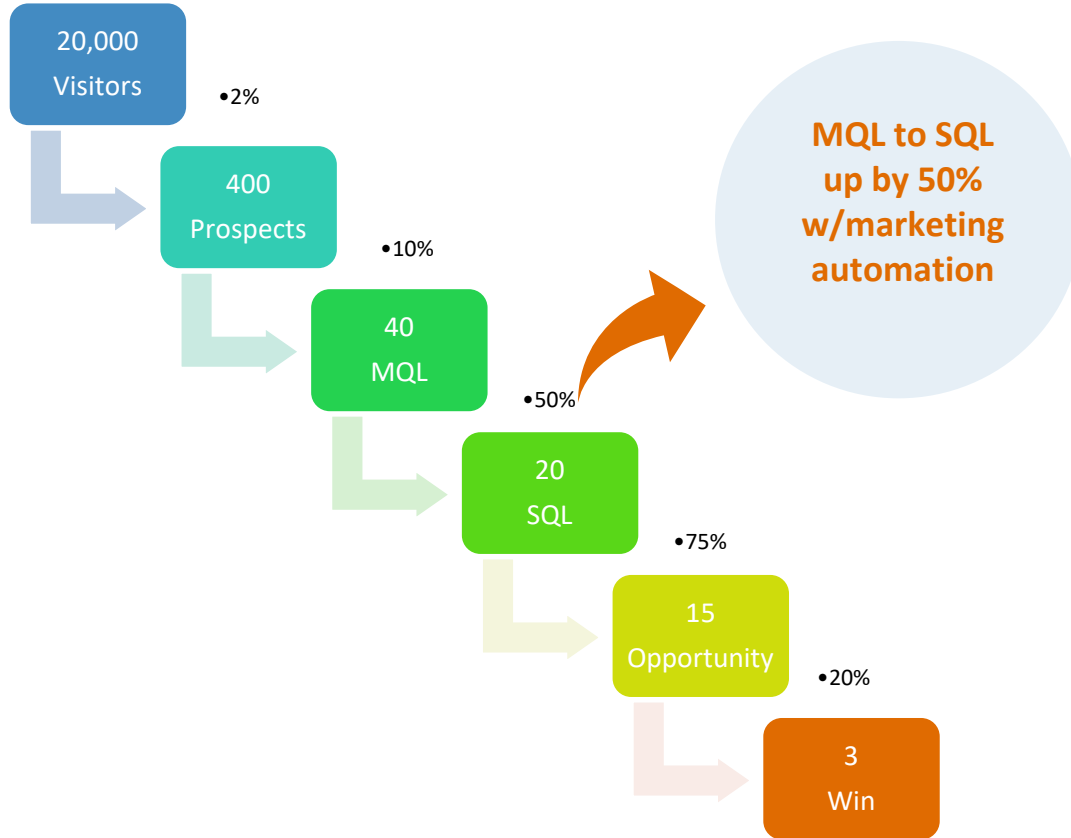 20,000
Visitors
•2%
400
Prospects
•10%
40
MQL
•50%
20
SQL
•75%
15
Opportunity
•20%
3
Win
MQL to SQL
up by 50%
w/marketing
automation